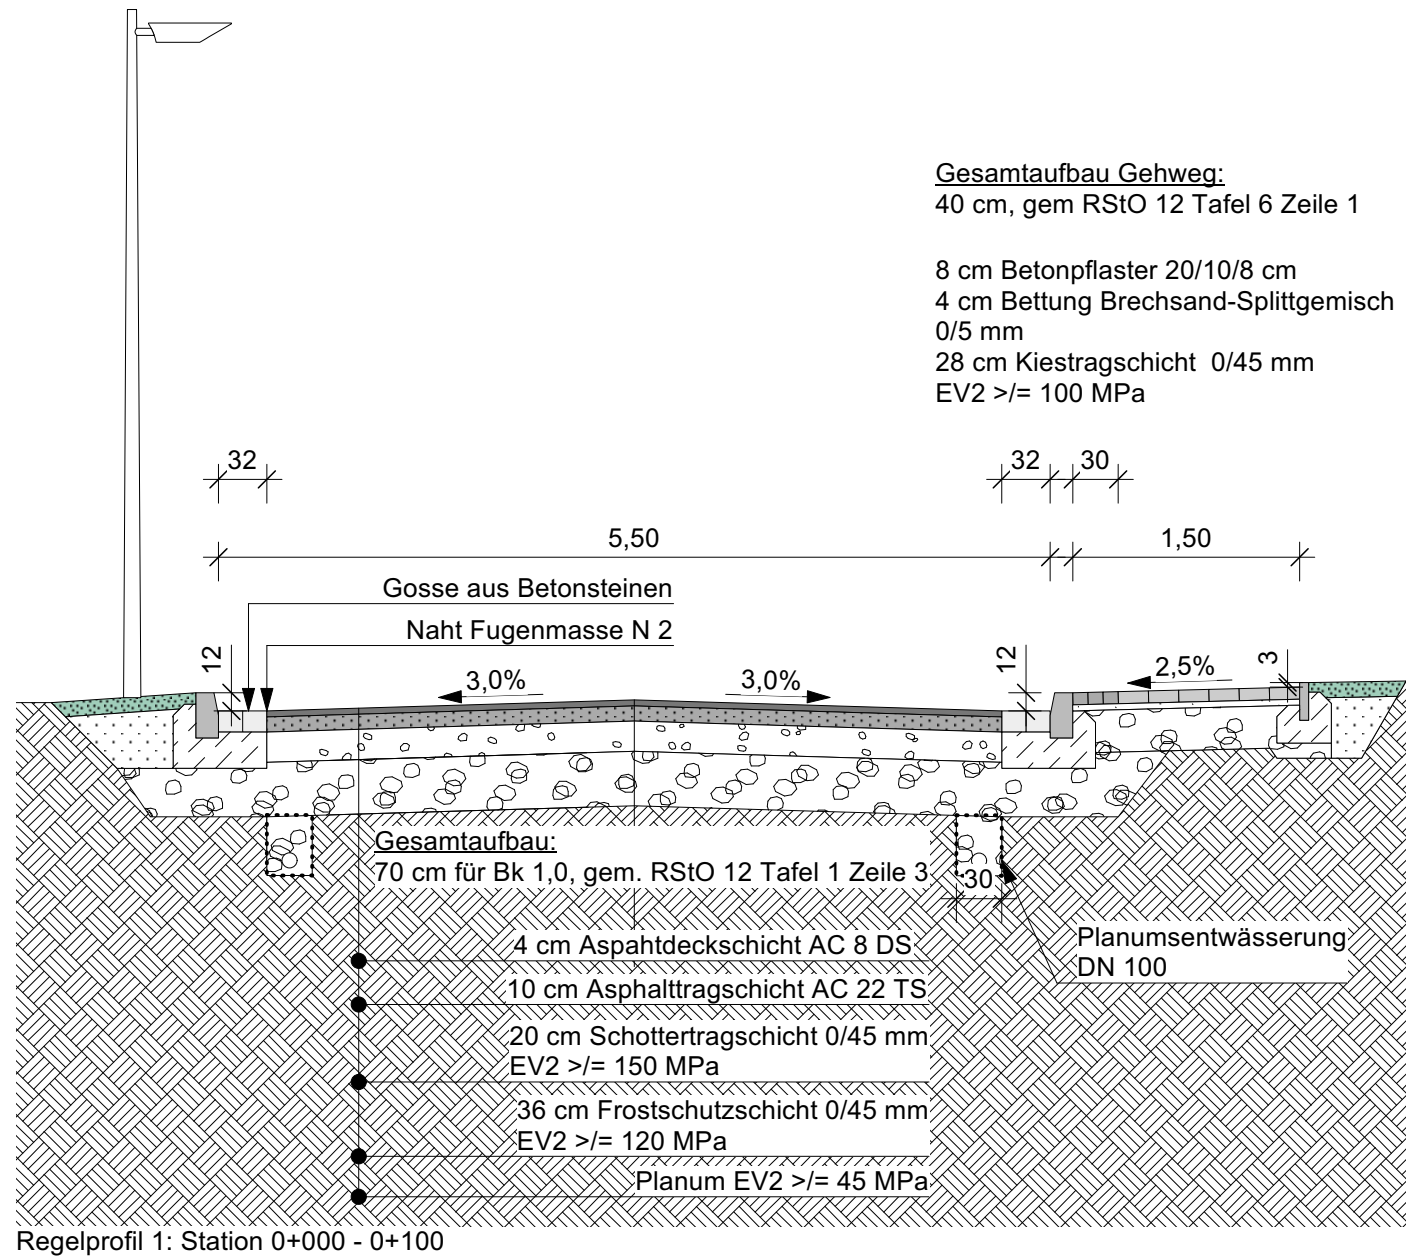 Gesamtaufbau Gehweg:
40 cm, gem RStO 12 Tafel 6 Zeile 1
8 cm Betonpflaster 20/10/8 cm
4 cm Bettung Brechsand-Splittgemisch
0/5 mm
28 cm Kiestragschicht  0/45 mm
EV2 >/= 100 MPa
32
32
30
5,50
1,50
Gosse aus Betonsteinen
Naht Fugenmasse N 2
12
3,0%
3,0%
12
2,5%
3
Gesamtaufbau:
70 cm für Bk 1,0, gem. RStO 12 Tafel 1 Zeile 3
30
4 cm Aspahtdeckschicht AC 8 DS
10 cm Asphalttragschicht AC 22 TS
20 cm Schottertragschicht 0/45 mm
EV2 >/= 150 MPa
36 cm Frostschutzschicht 0/45 mm
EV2 >/= 120 MPa
Planum EV2 >/= 45 MPa
Planumsentwässerung
DN 100
Regelprofil 1: Station 0+000 - 0+100